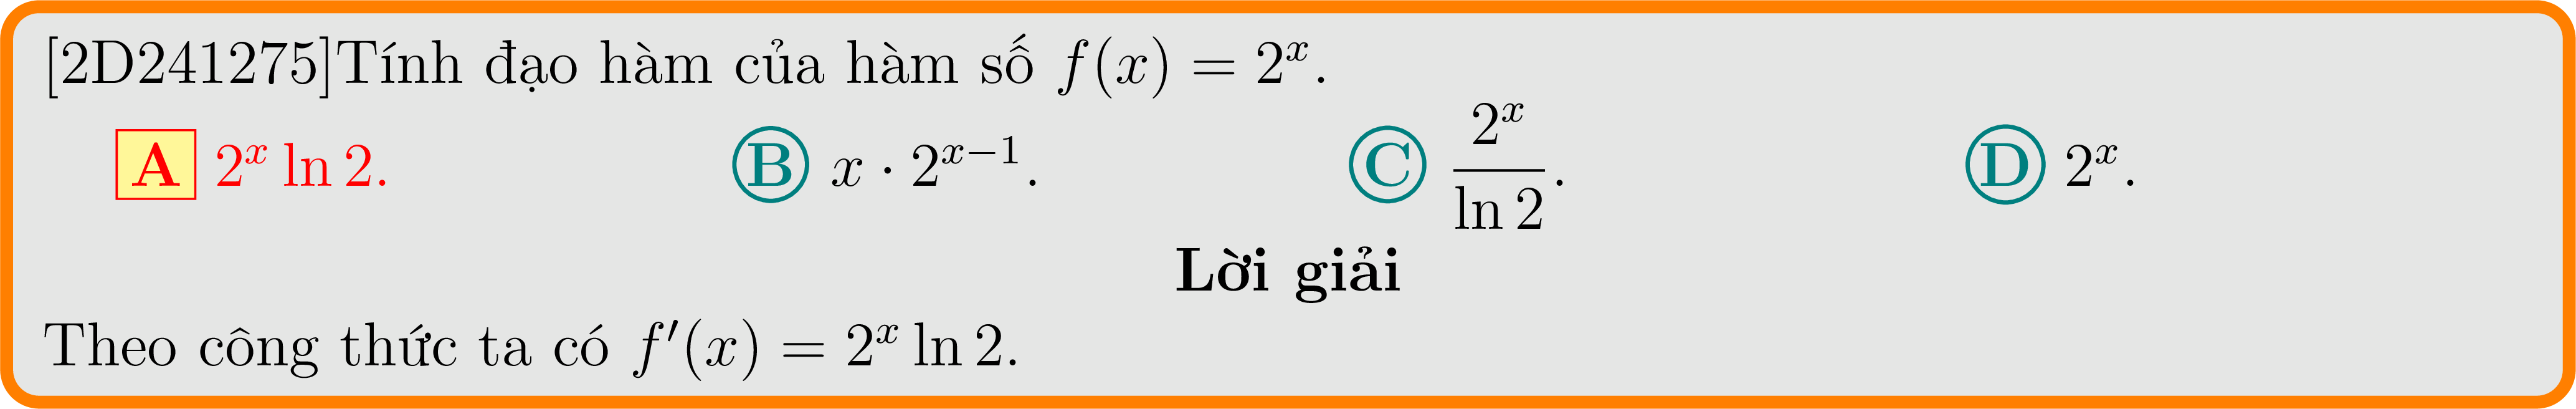 [2D241275]Tính đạo hàm của hàm số f(x) = 2^x.
A 2^x ln 2. B x · 2^{x−1}. C \frac{2^x}{ln 2}. D 2^x.
Lời giải
Theo công thức ta có f′(x) = 2^x ln 2.